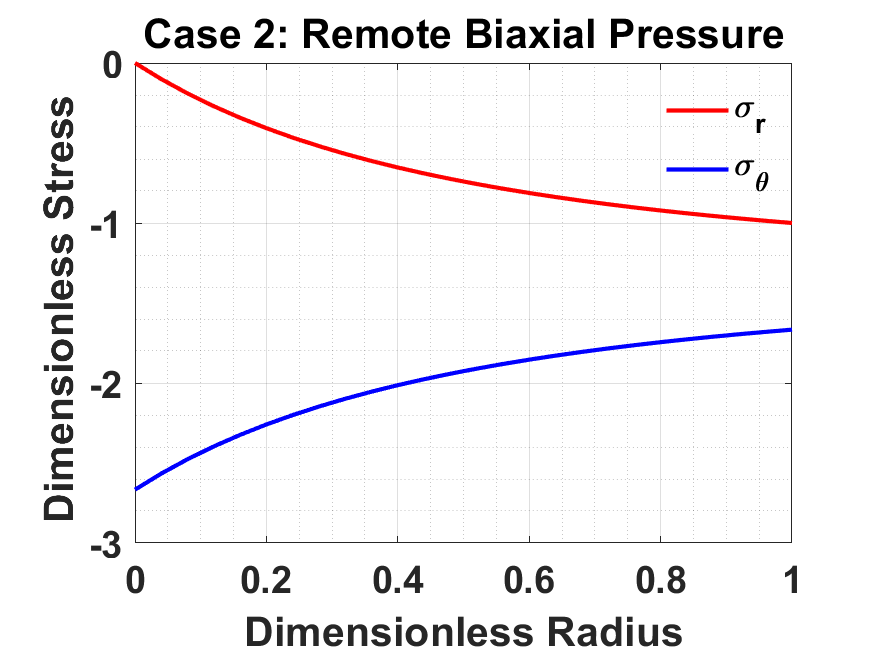 Case 2: Remote Biaxial Pressure
Dimensionless Stress
0
-1
-2
-3
σr
σθ
0 0.2 0.4 0.6 0.8 1
Dimensionless Radius